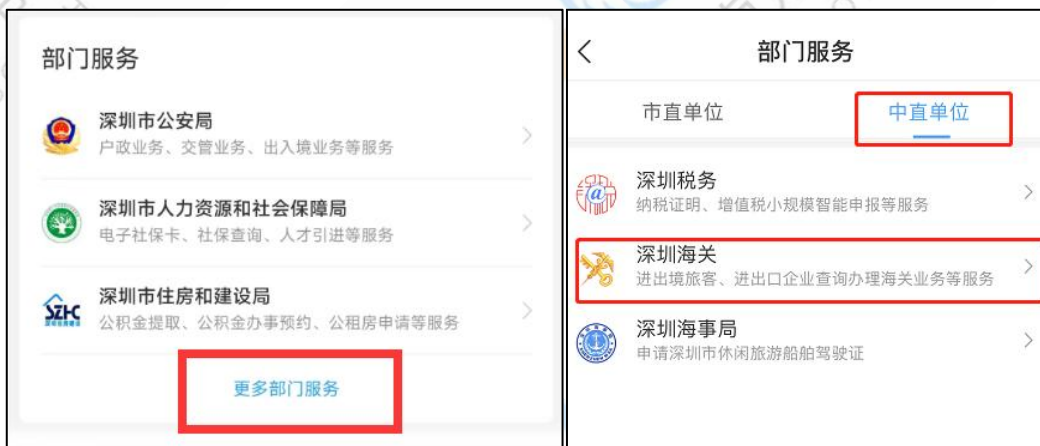 部门服务
深圳市公安局
户政业务、交管业务、出入境业务等服务
深圳市人力资源和社会保障局
电子社保卡、社保查询、人才引进等服务
SZHC
深圳市住房和建设局
公积金提取、公积金办事预约、公租房申请等服务
更多部门服务
部门服务
市直单位
中直单位
深圳税务
纳税证明、增值税小规模智能申报等服务
深圳海关
进出境旅客、进出口企业查询办理海关业务等服务
深圳海事局
申请深圳市休闲旅游船舶驾驶证